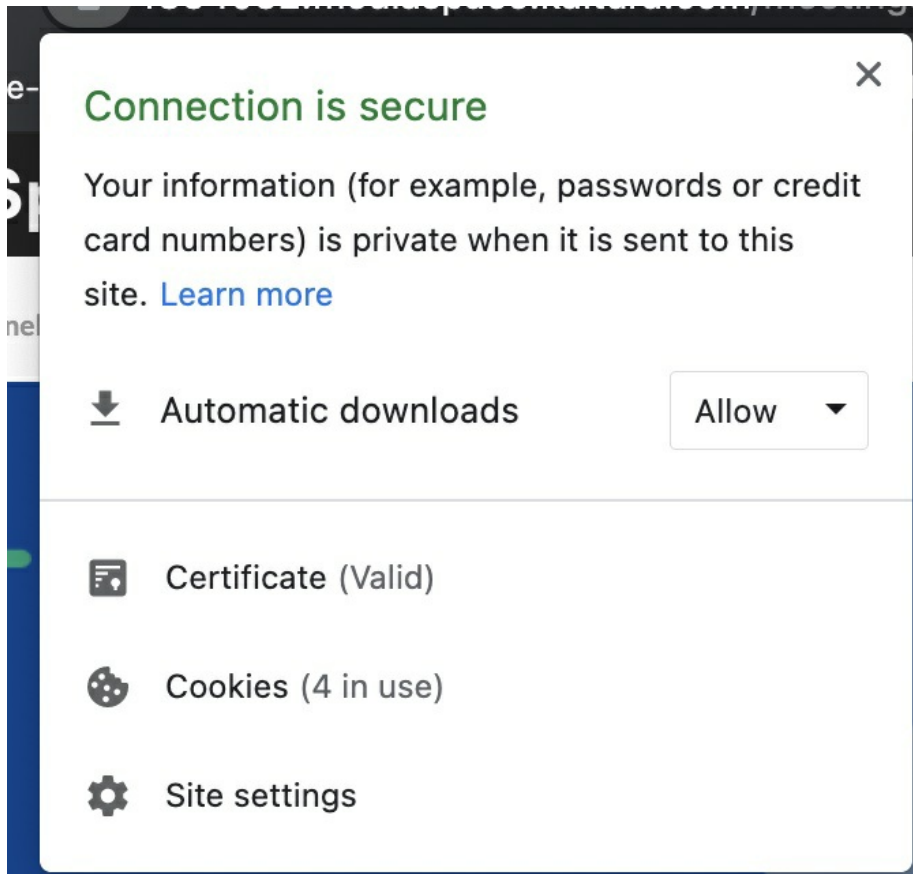 Connection is secure
Your information (for example, passwords or credit
card numbers) is private when it is sent to this
site. Learn more
Automatic downloads
Allow
Certificate (Valid)
Cookies (4 in use)
Site settings